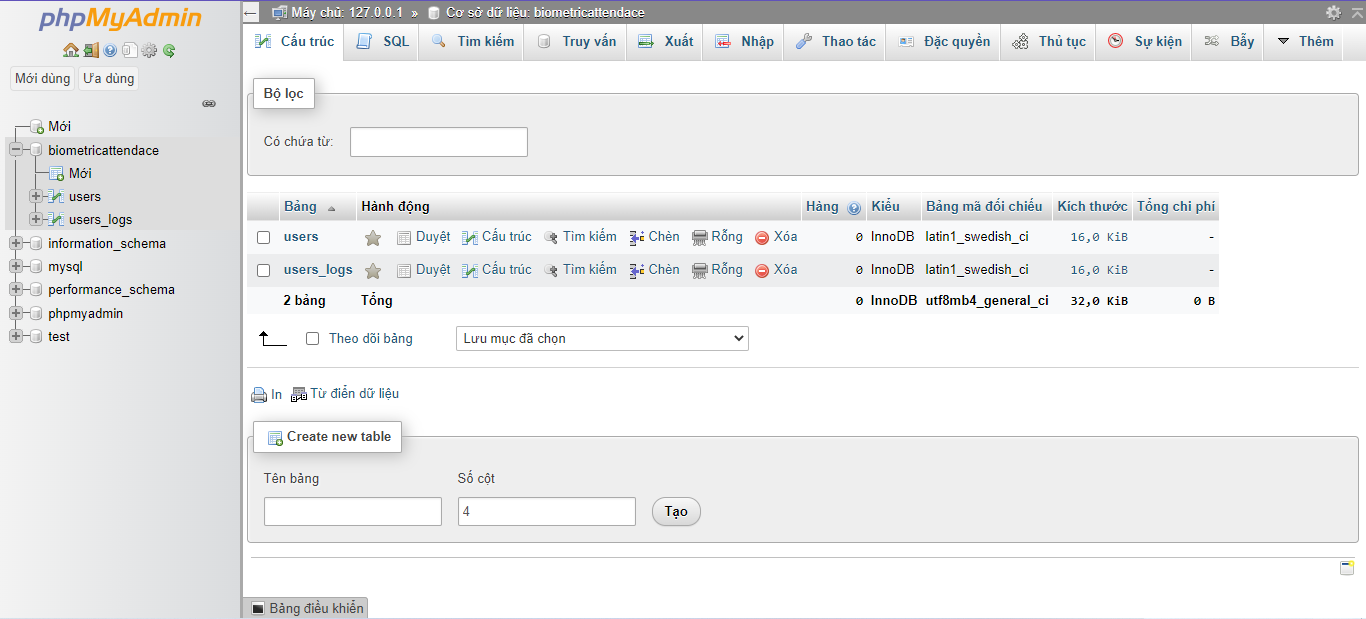 phpMyAdmin
Mới dùng Ưa dùng
Mới
biometricattendace
Mới
users
users_logs
information_schema
mysql
performance_schema
phpmyadmin
test
Máy chủ: 127.0.0.1 » Cơ sở dữ liệu: biometricattendace
Cấu trúc SQL Tìm kiếm Truy vấn Xuất Nhập Thao tác Đặc quyền Thủ tục Sự kiện Bẫy Thêm
Bộ lọc
Có chứa từ:
Bảng Hành động Hàng Kiểu Bảng mã đối chiếu Kích thước Tổng chi phí
users Duyệt Cấu trúc Tìm kiếm Chèn Rỗng Xóa 0 InnoDB latin1_swedish_ci 16,0 KiB -
users_logs Duyệt Cấu trúc Tìm kiếm Chèn Rỗng Xóa 0 InnoDB latin1_swedish_ci 16,0 KiB -
2 bảng Tổng 0 InnoDB utf8mb4_general_ci 32,0 KiB 0 B
Theo dõi bảng Lưu mục đã chọn
In Từ điển dữ liệu
Create new table
Tên bảng Số cột
4 Tạo
Bảng điều khiển